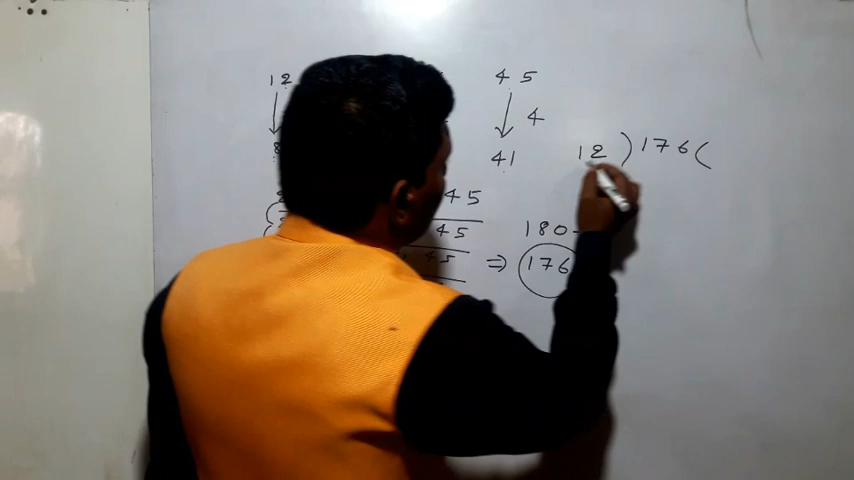 12 45
4
41 12 ) 176 (
45
45 180-
45 ⇒ 176